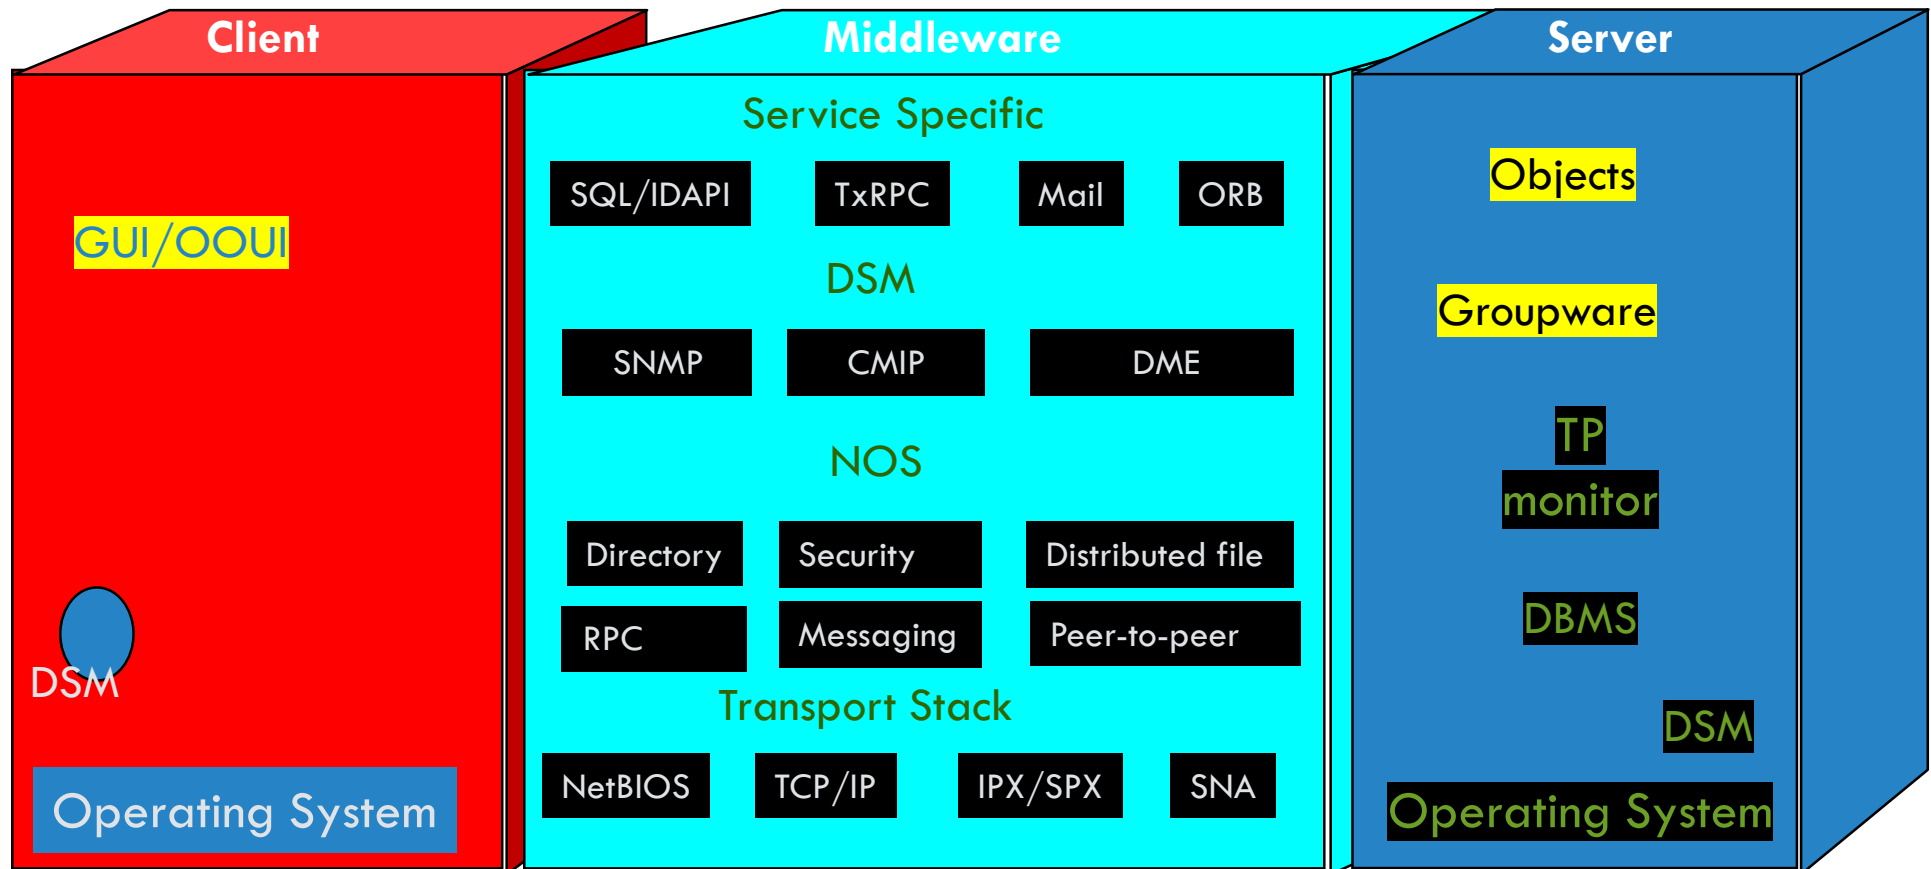 Client
Middleware
Server
GUI/OOUI
DSM
Operating System
Service Specific
SQL/IDAPI TxRPC Mail ORB
DSM
SNMP CMIP DME
NOS
Directory Security Distributed file
RPC Messaging Peer-to-peer
Transport Stack
NetBIOS TCP/IP IPX/SPX SNA
Objects
Groupware
TP
monitor
DBMS
DSM
Operating System